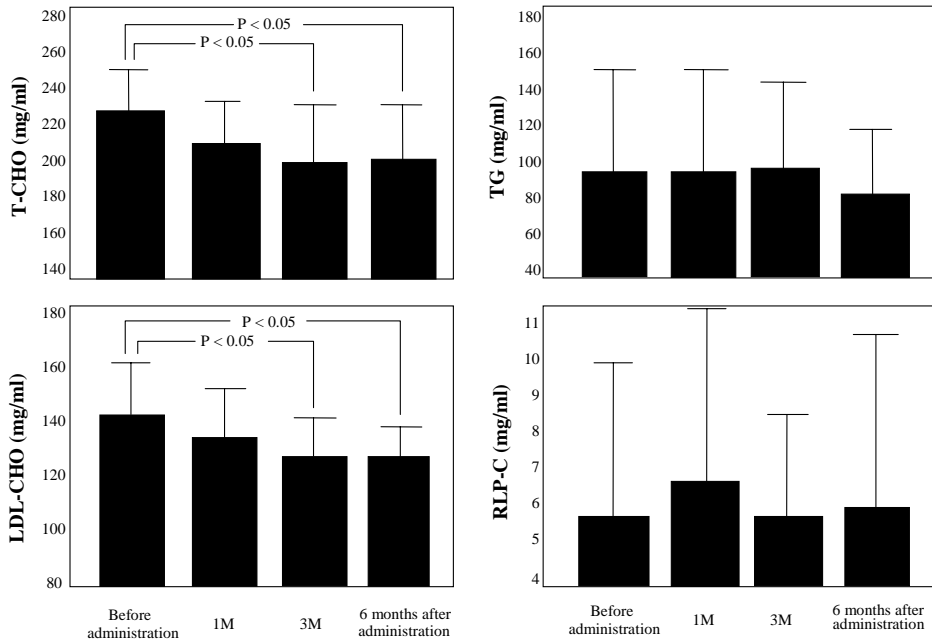 T-CHO (mg/ml)
280
260
240
220
200
180
160
140
P < 0.05
P < 0.05
TG (mg/ml)
180
160
140
120
100
80
60
40
LDL-CHO (mg/ml)
180
160
140
120
100
80
P < 0.05
P < 0.05
Before
administration
1M
3M
6 months after
administration
RLP-C (mg/ml)
11
10
9
8
7
6
5
4
Before
administration
1M
3M
6 months after
administration